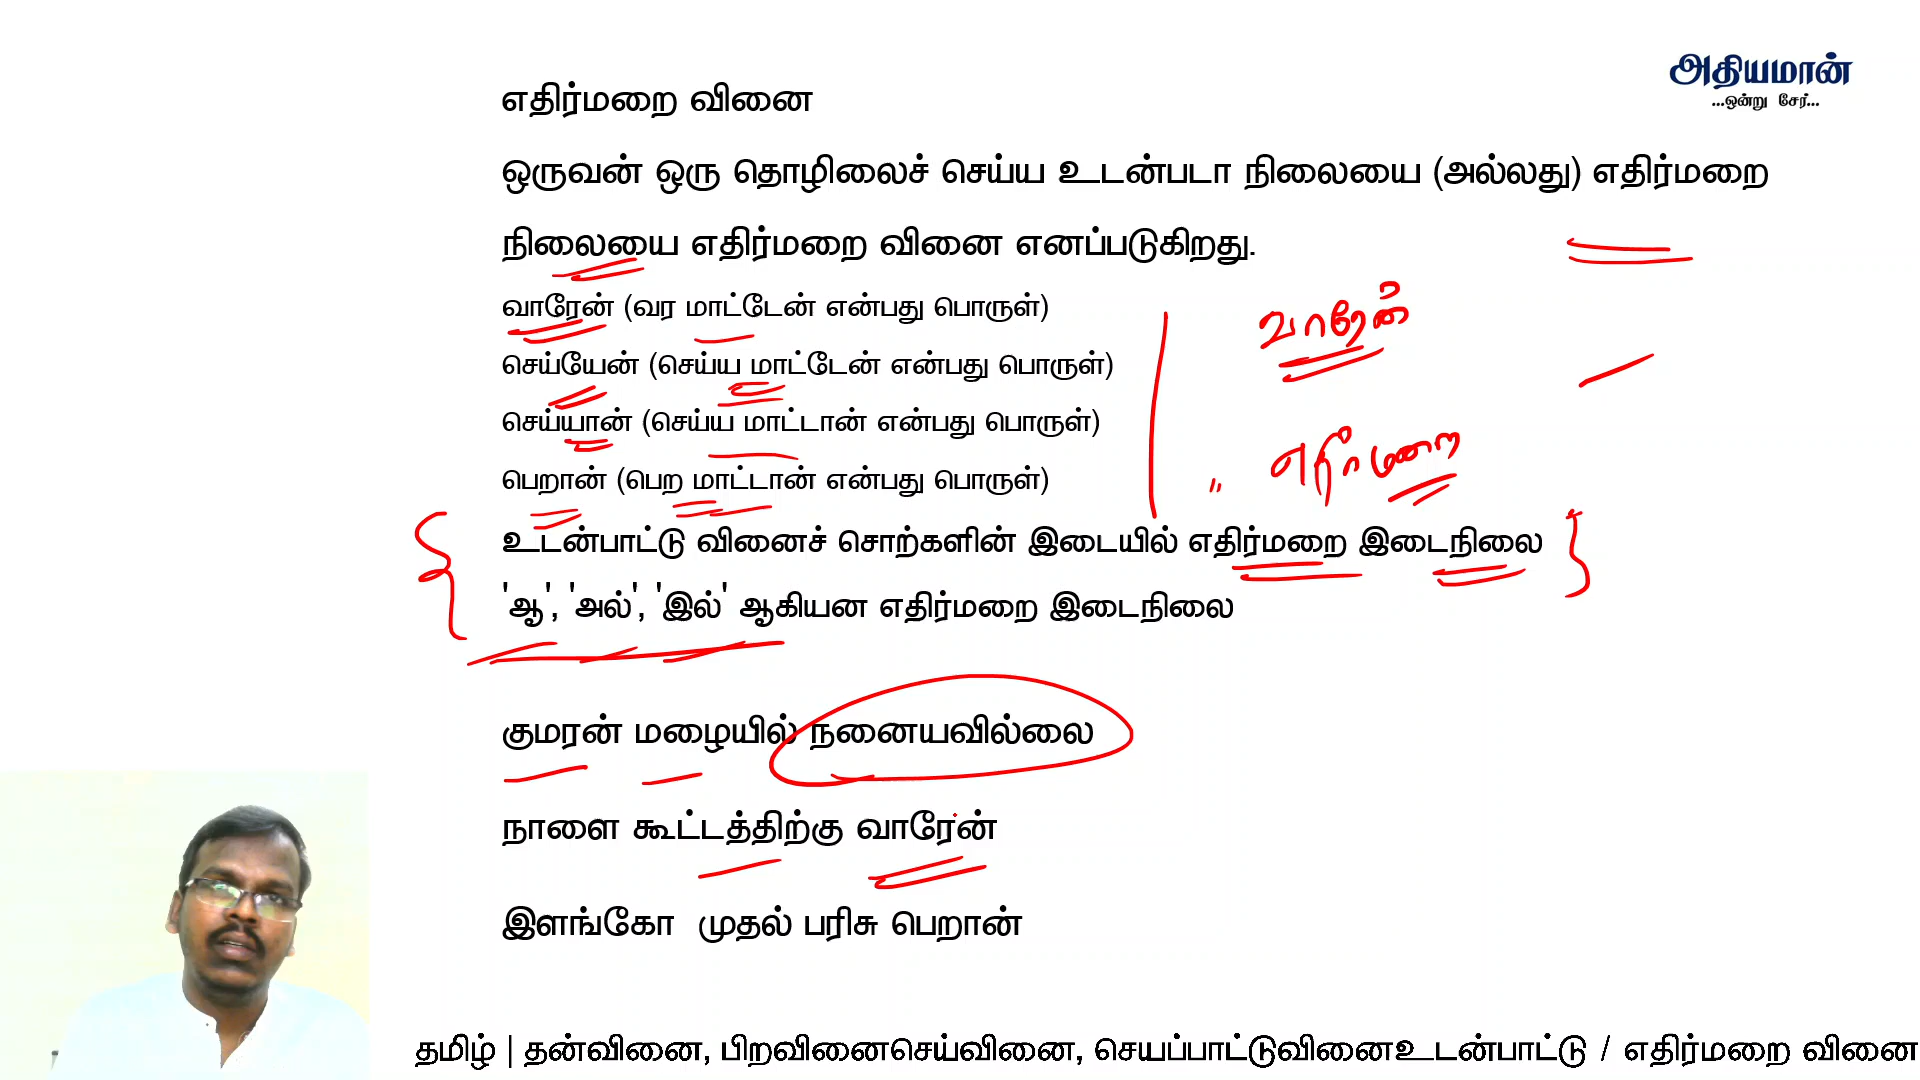 அதியமான்
...ஒன்று சேர்...
எதிர்மறை வினை
ஒருவன் ஒரு தொழிலைச் செய்ய உடன்படா நிலையை (அல்லது) எதிர்மறை
நிலையை எதிர்மறை வினை எனப்படுகிறது.
வாரேன் (வர மாட்டேன் என்பது பொருள்)
வாரேன்
செய்யேன் (செய்ய மாட்டேன் என்பது பொருள்)
செய்யான் (செய்ய மாட்டான் என்பது பொருள்)
எதிர்மறை
பெறான் (பெற மாட்டான் என்பது பொருள்)
உடன்பாட்டு வினைச் சொற்களின் இடையில் எதிர்மறை இடைநிலை
'ஆ', 'அல்', 'இல்' ஆகியன எதிர்மறை இடைநிலை
குமரன் மழையில் நனையவில்லை
நாளை கூட்டத்திற்கு வாரேன்
இளங்கோ முதல் பரிசு பெறான்
தமிழ் | தன்வினை, பிறவினைசெய்வினை, செயப்பாட்டுவினைஉடன்பாட்டு / எதிர்மறை வினை